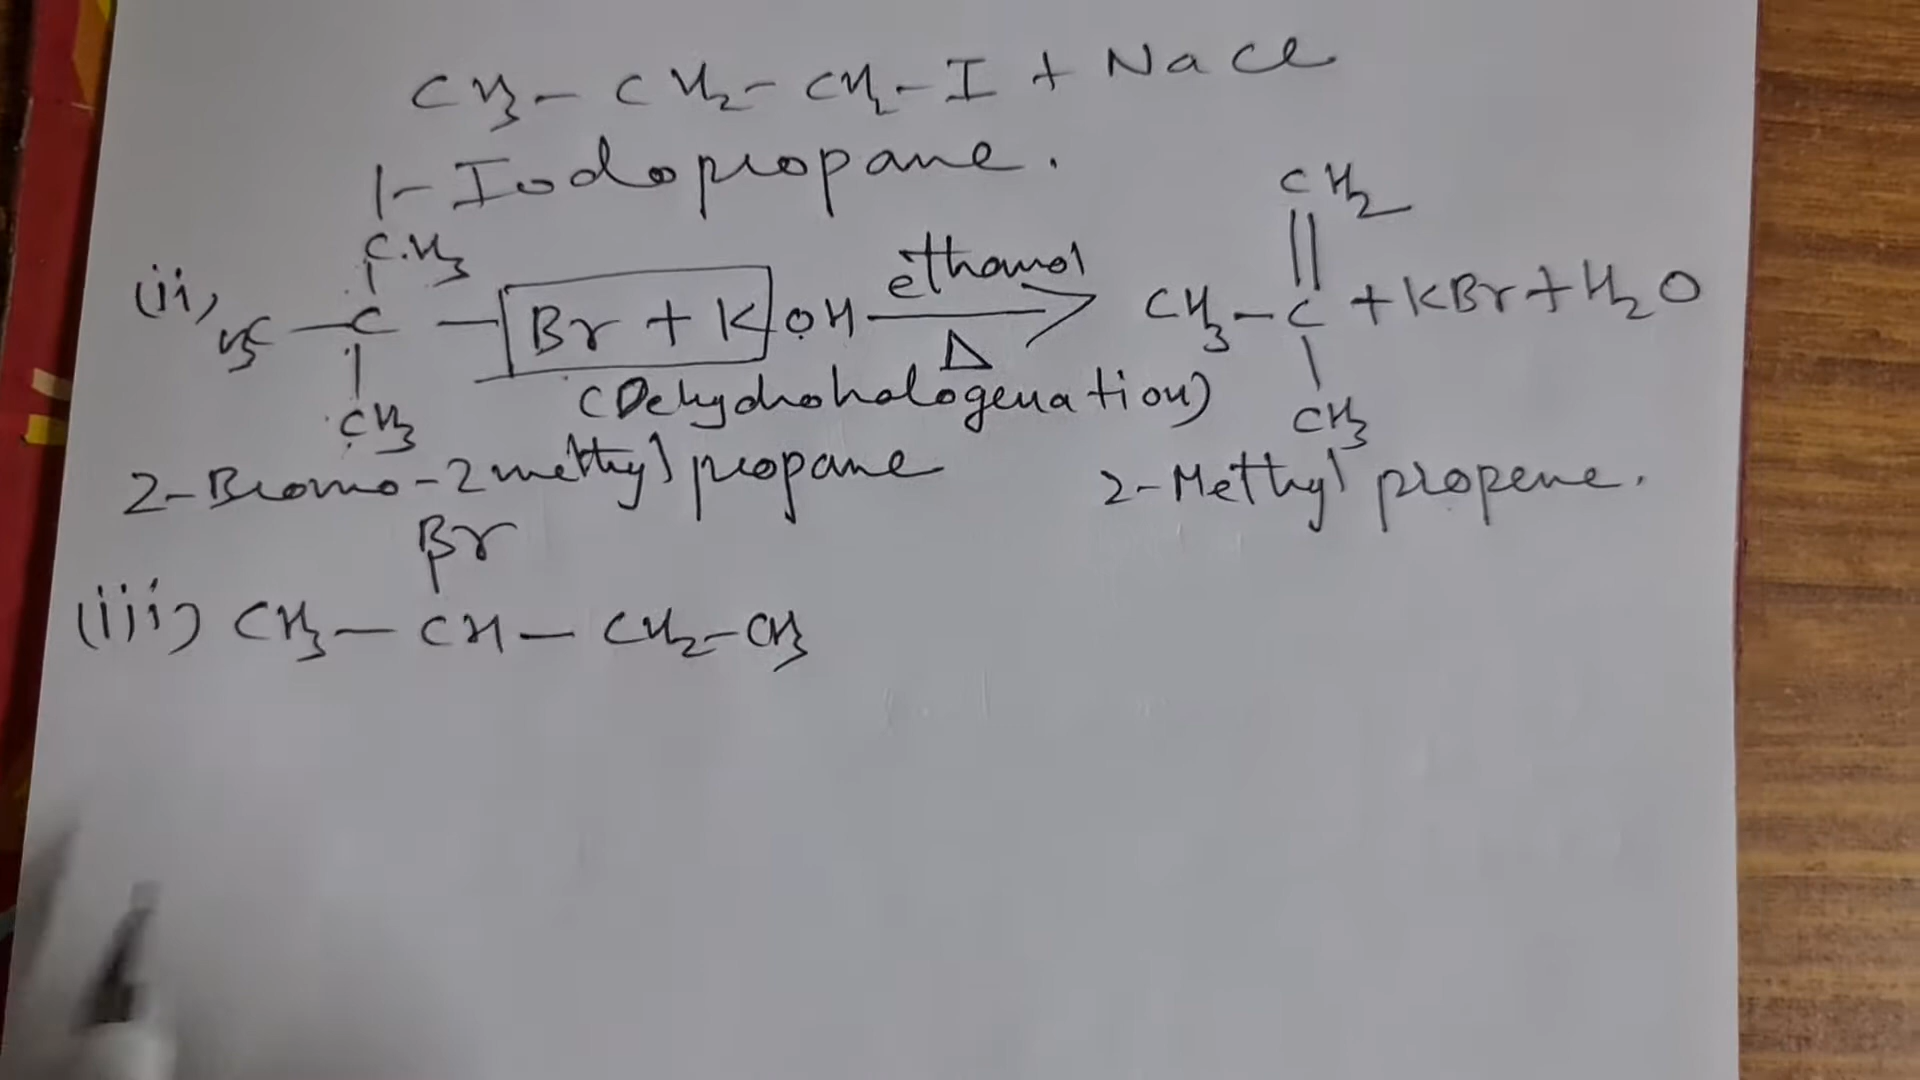 CH3 - CH2 - CH2 - I + NaCl
1-Iodopropane.
CH3
(ii) H3C - C - Br + KOH ethanol Δ → CH3 - C + KBr + H2O
CH2
CH3
(Dehydrohalogenation)
CH3
2-Bromo-2methyl propane
2-Methyl propene.
Br
(iii) CH3 - CH - CH2 - CH3